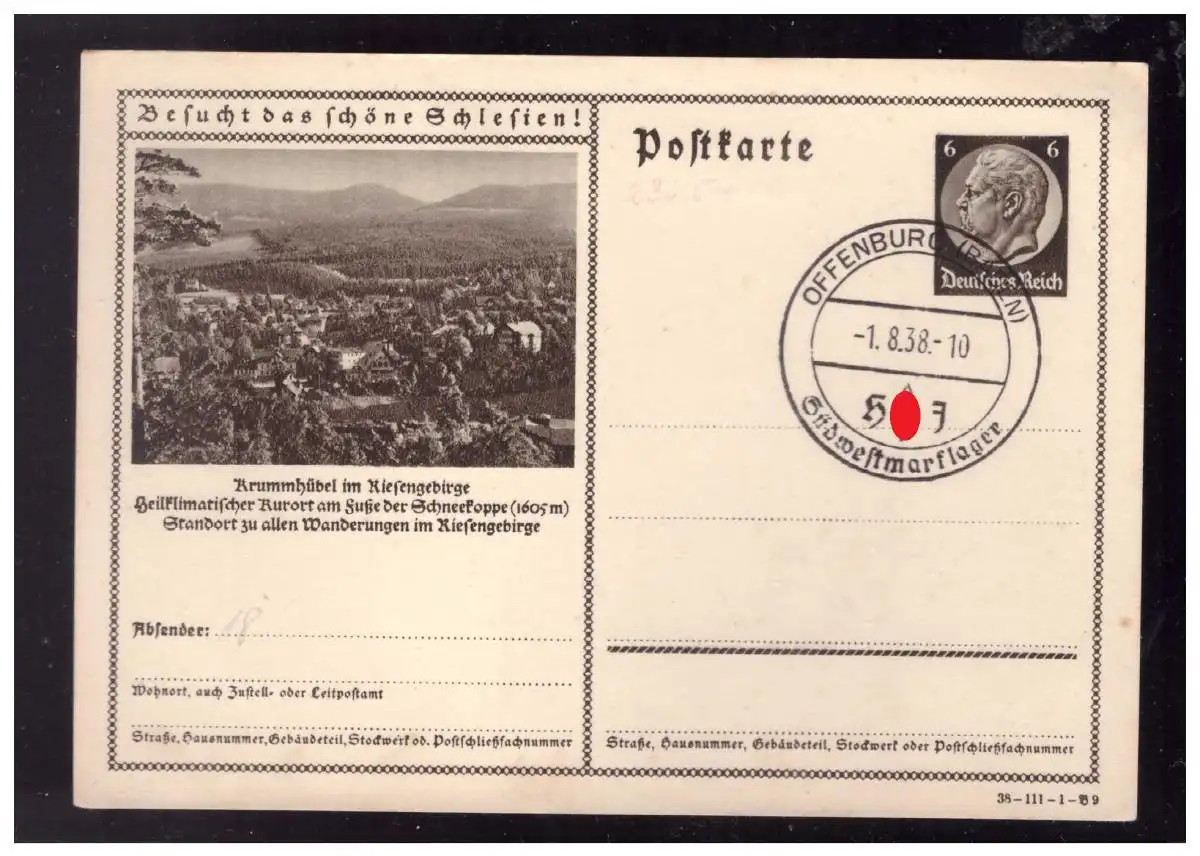 Besucht das schöne Schlesien!
Krummhübel im Riesengebirge
Heilklimatischer Kurort am Fuße der Schneekoppe (1605 m)
Standort zu allen Wanderungen im Riesengebirge
Absender:
Wohnort, auch Zustell- oder Leitpostamt
Straße, Hausnummer, Gebäudeteil, Stockwerk od. Postschließfachnummer
Postkarte
6 6
Deutsches Reich
OFFENBURG (BADEN)
-1.8.38.-10
H J
Südwestmarklager
Straße, Hausnummer, Gebäudeteil, Stockwerk oder Postschließfachnummer
38-111-1-B9